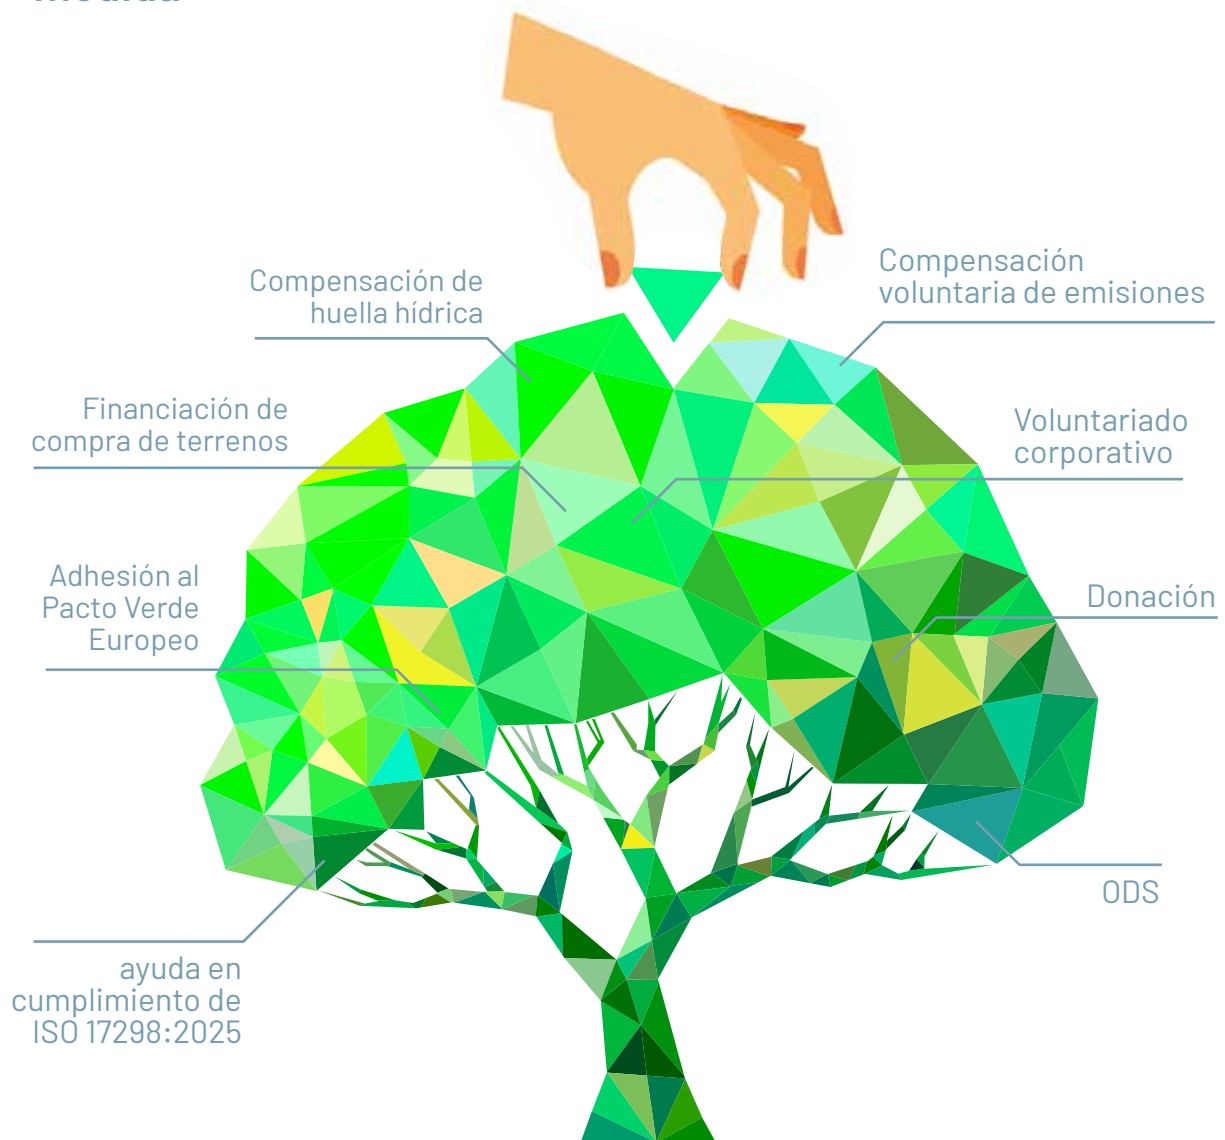 Compensación de
huella hídrica
Compensación
voluntaria de emisiones
Financiación de
compra de terrenos
Voluntariado
corporativo
Adhesión al
Pacto Verde
Europeo
Donación
ODS
ayuda en
cumplimiento de
ISO 17298:2025